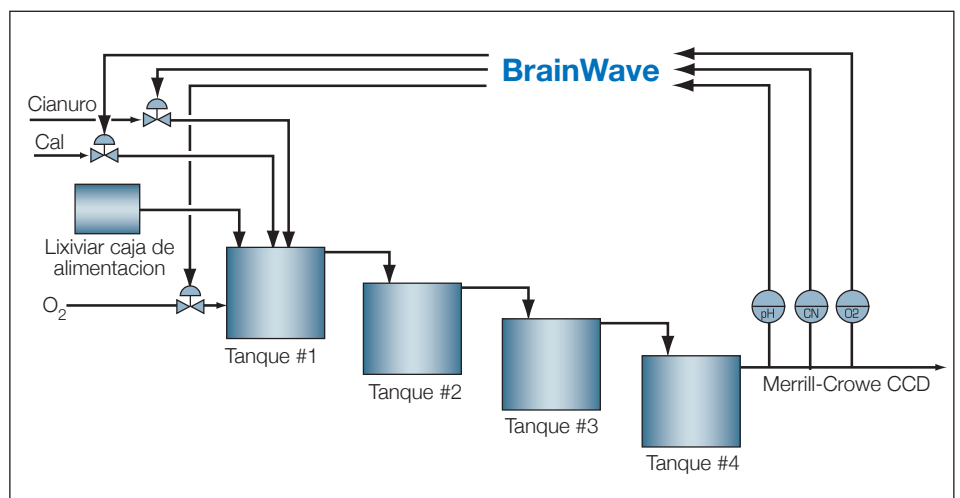 BrainWave
Cianuro
Cal
Lixiviar caja de
alimentacion
O2
Tanque #1
Tanque #2
Tanque #3
Tanque #4
pH
CN
O2
Merrill-Crowe CCD